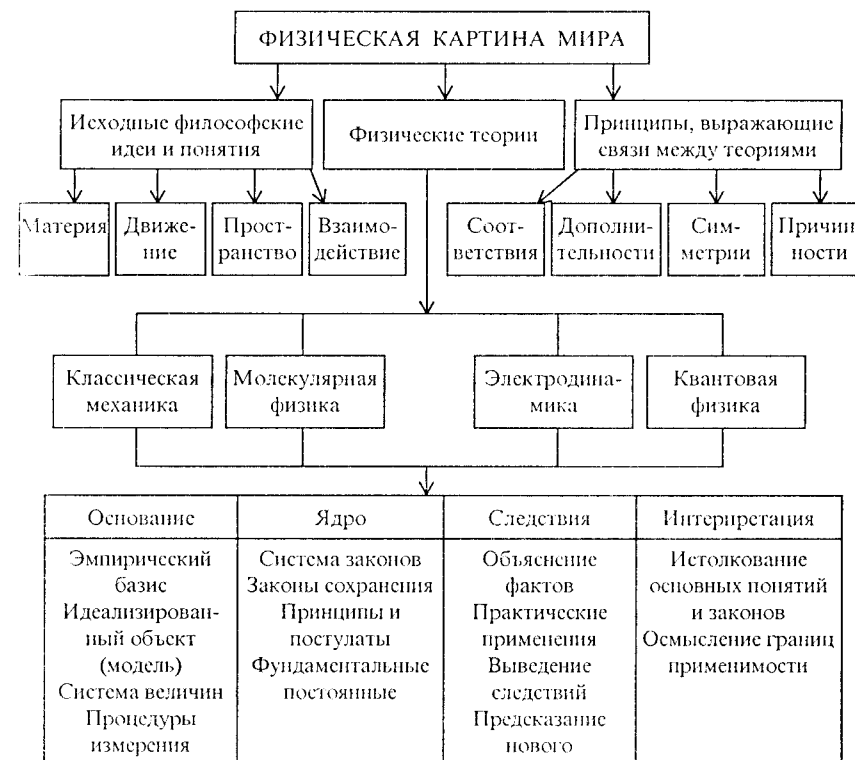 ФИЗИЧЕСКАЯ КАРТИНА МИРА
Исходные философские
идеи и понятия
Физические теории
Принципы, выражающие
связи между теориями
Материя
Движе-
ние
Прост-
ранство
Взаимо-
действие
Соот-
ветствия
Дополни-
тельности
Сим-
метрии
Причин
ности
Классическая
механика
Молекулярная
физика
Электродина-
мика
Квантовая
физика
Основание
Эмпирический
базис
Идеализирован-
ный объект
(модель)
Система величин
Процедуры
измерения
Ядро
Система законов
Законы сохранения
Принципы и
постулаты
Фундаментальные
постоянные
Следствия
Объяснение
фактов
Практические
применения
Выведение
следствий
Предсказание
нового
Интерпретация
Истолкование
основных понятий
и законов
Осмысление границ
применимости